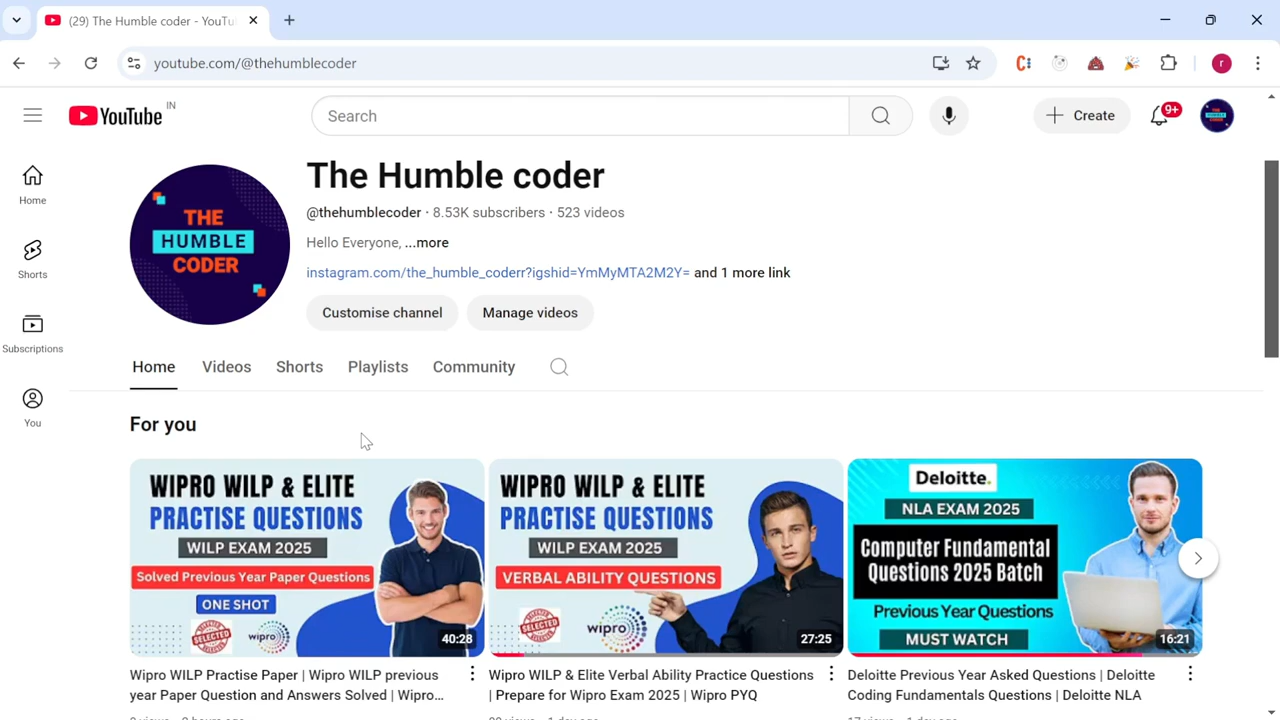 (29) The Humble coder - YouTu
youtube.com/@thehumblecoder
r
YouTube IN
Search
Create
9+
THE HUMBLE CODER
Home
Shorts
Subscriptions
You
THE
HUMBLE
CODER
The Humble coder
@thehumblecoder · 8.53K subscribers · 523 videos
Hello Everyone, ...more
instagram.com/the_humble_coderr?igshid=YmMyMTA2M2Y= and 1 more link
Customise channel Manage videos
Home Videos Shorts Playlists Community
For you
WIPRO WILP & ELITE
PRACTISE QUESTIONS
WILP EXAM 2025
Solved Previous Year Paper Questions
ONE SHOT
SELECTED
wipro
40:28
Wipro WILP Practise Paper | Wipro WILP previous
year Paper Question and Answers Solved | Wipro...
WIPRO WILP & ELITE
PRACTISE QUESTIONS
WILP EXAM 2025
VERBAL ABILITY QUESTIONS
SELECTED
wipro
27:25
Wipro WILP & Elite Verbal Ability Practice Questions
| Prepare for Wipro Exam 2025 | Wipro PYQ
Deloitte.
NLA EXAM 2025
Computer Fundamental
Questions 2025 Batch
Previous Year Questions
MUST WATCH
16:21
Deloitte Previous Year Asked Questions | Deloitte
Coding Fundamentals Questions | Deloitte NLA